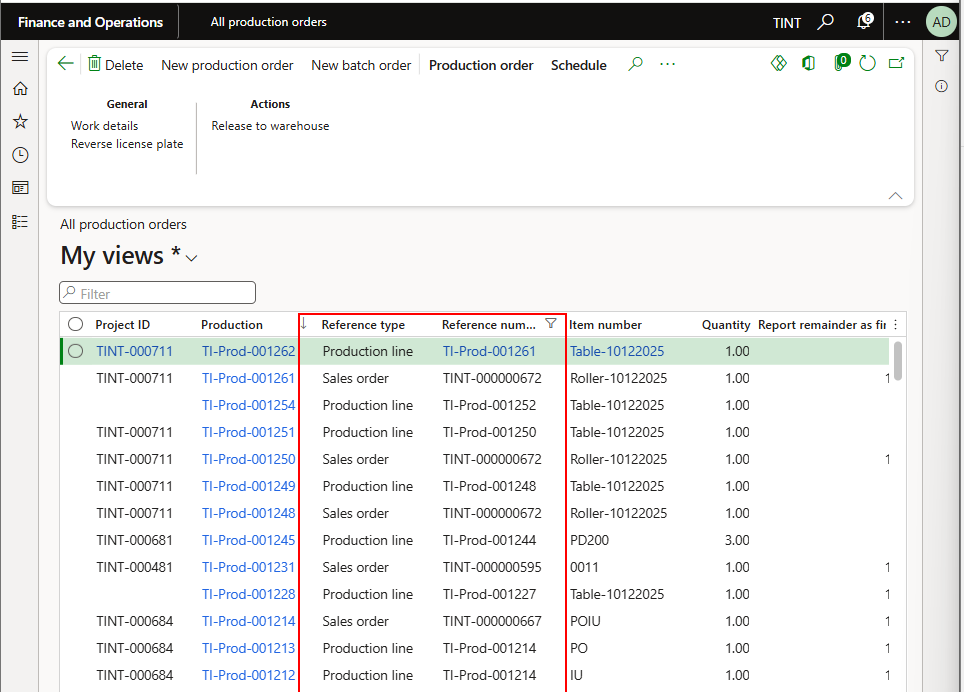 Finance and Operations All production orders TINT 6 ... AD
Delete New production order New batch order Production order Schedule ... 0
General Actions
Work details Release to warehouse
Reverse license plate
All production orders
My views *
Filter
Project ID Production Reference type Reference num... Item number Quantity Report remainder as fir
TINT-000711 TI-Prod-001262 Production line TI-Prod-001261 Table-10122025 1.00
TINT-000711 TI-Prod-001261 Sales order TINT-000000672 Roller-10122025 1.00 1
TI-Prod-001254 Production line TI-Prod-001252 Table-10122025 1.00
TINT-000711 TI-Prod-001251 Production line TI-Prod-001250 Table-10122025 1.00
TINT-000711 TI-Prod-001250 Sales order TINT-000000672 Roller-10122025 1.00 1
TINT-000711 TI-Prod-001249 Production line TI-Prod-001248 Table-10122025 1.00
TINT-000711 TI-Prod-001248 Sales order TINT-000000672 Roller-10122025 1.00
TINT-000681 TI-Prod-001245 Production line TI-Prod-001244 PD200 3.00
TINT-000481 TI-Prod-001231 Sales order TINT-000000595 0011 1.00 1
TI-Prod-001228 Production line TI-Prod-001227 Table-10122025 1.00 1
TINT-000684 TI-Prod-001214 Sales order TINT-000000667 POIU 1.00 1
TINT-000684 TI-Prod-001213 Production line TI-Prod-001214 PO 1.00 1
TINT-000684 TI-Prod-001212 Production line TI-Prod-001214 IU 1.00 1